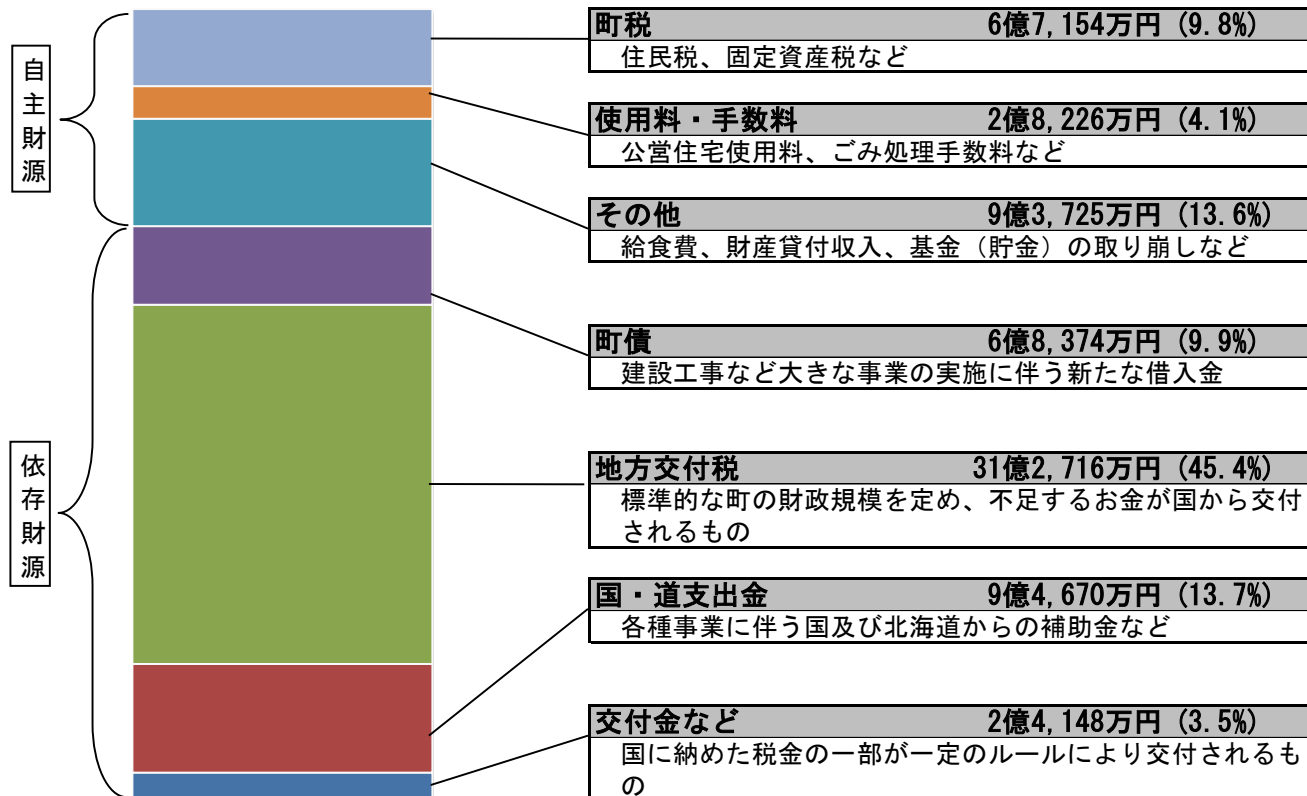 自主財源
町税 6億7,154万円 (9.8%)
住民税、固定資産税など
使用料・手数料 2億8,226万円 (4.1%)
公営住宅使用料、ごみ処理手数料など
その他 9億3,725万円 (13.6%)
給食費、財産貸付収入、基金（貯金）の取り崩しなど
依存財源
町債 6億8,374万円 (9.9%)
建設工事など大きな事業の実施に伴う新たな借入金
地方交付税 31億2,716万円 (45.4%)
標準的な町の財政規模を定め、不足するお金が国から交付
されるもの
国・道支出金 9億4,670万円 (13.7%)
各種事業に伴う国及び北海道からの補助金など
交付金など 2億4,148万円 (3.5%)
国に納めた税金の一部が一定のルールにより交付されるも
の